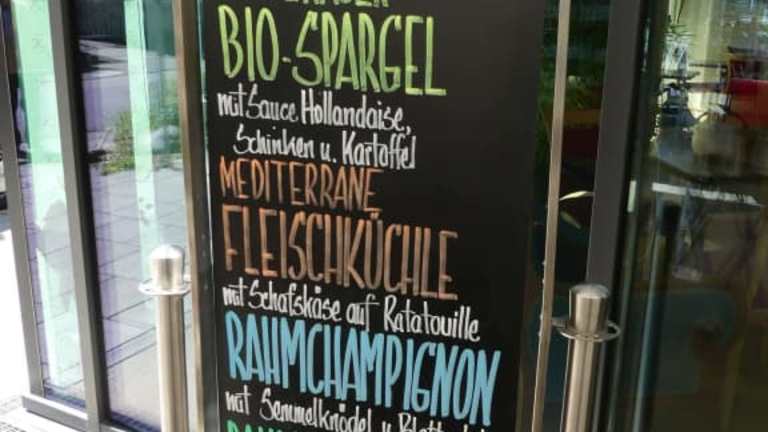 BIO-SPARGEL
mit Sauce Hollandaise,
Schinken u. Kartoffel
MEDITERRANE
FLEISCHKÜCHLE
mit Schafskäse auf Ratatouille
RAHMCHAMPIGNON
mit Semmelknödel u.